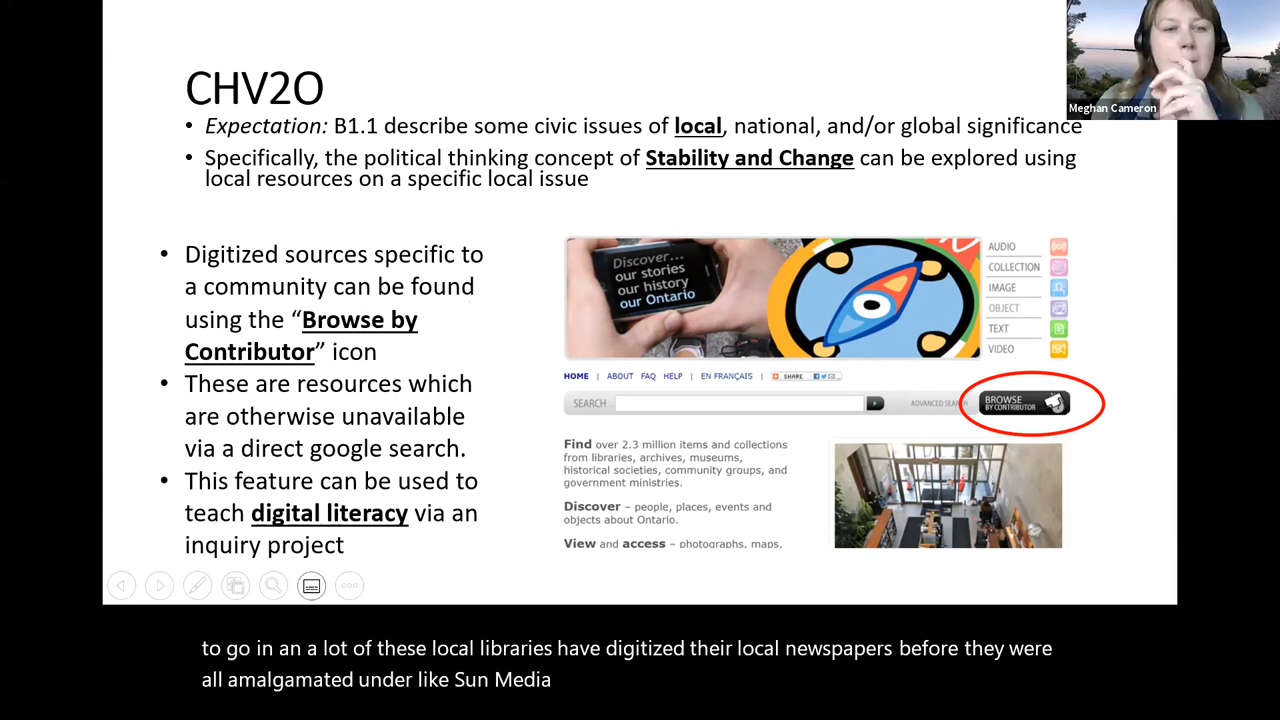 Meghan Cameron
CHV2O
• Expectation: B1.1 describe some civic issues of local, national, and/or global significance
• Specifically, the political thinking concept of Stability and Change can be explored using
local resources on a specific local issue
• Digitized sources specific to
a community can be found
using the “Browse by
Contributor” icon
• These are resources which
are otherwise unavailable
via a direct google search.
• This feature can be used to
teach digital literacy via an
inquiry project
Discover...
our stories
our history
our Ontario
AUDIO
COLLECTION
IMAGE
OBJECT
TEXT
VIDEO
HOME | ABOUT FAQ HELP | EN FRANÇAIS | SHARE
SEARCH ADVANCED SEARCH BROWSE
BY CONTRIBUTOR
Find over 2.3 million items and collections
from libraries, archives, museums,
historical societies, community groups, and
government ministries.
Discover – people, places, events and
objects about Ontario.
View and access – photographs, maps,
to go in an a lot of these local libraries have digitized their local newspapers before they were
all amalgamated under like Sun Media